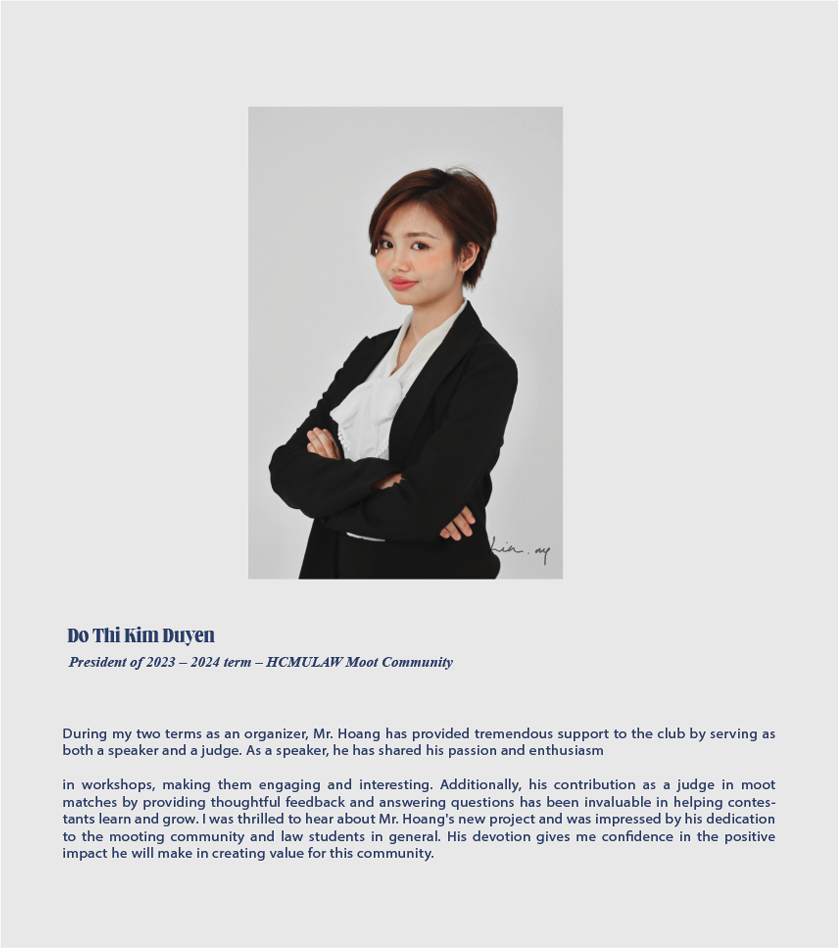 Do Thi Kim Duyen
President of 2023 – 2024 term – HCMULAW Moot Community
During my two terms as an organizer, Mr. Hoang has provided tremendous support to the club by serving as
both a speaker and a judge. As a speaker, he has shared his passion and enthusiasm
in workshops, making them engaging and interesting. Additionally, his contribution as a judge in moot
matches by providing thoughtful feedback and answering questions has been invaluable in helping contes-
tants learn and grow. I was thrilled to hear about Mr. Hoang's new project and was impressed by his dedication
to the mooting community and law students in general. His devotion gives me confidence in the positive
impact he will make in creating value for this community.